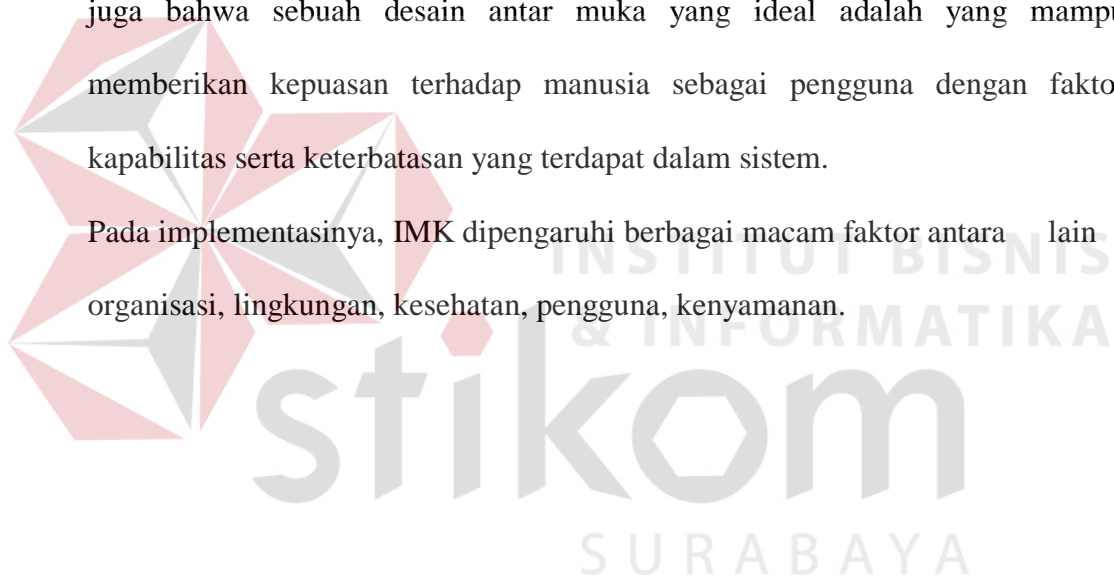 juga bahwa sebuah desain antar muka yang ideal adalah yang mampu
memberikan kepuasan terhadap manusia sebagai pengguna dengan fakto
kapabilitas serta keterbatasan yang terdapat dalam sistem.
Pada implementasinya, IMK dipengaruhi berbagai macam faktor antara lain
organisasi, lingkungan, kesehatan, pengguna, kenyamanan.
INSTITUT BISNIS
& INFORMATIKA
stikom
SURABAYA